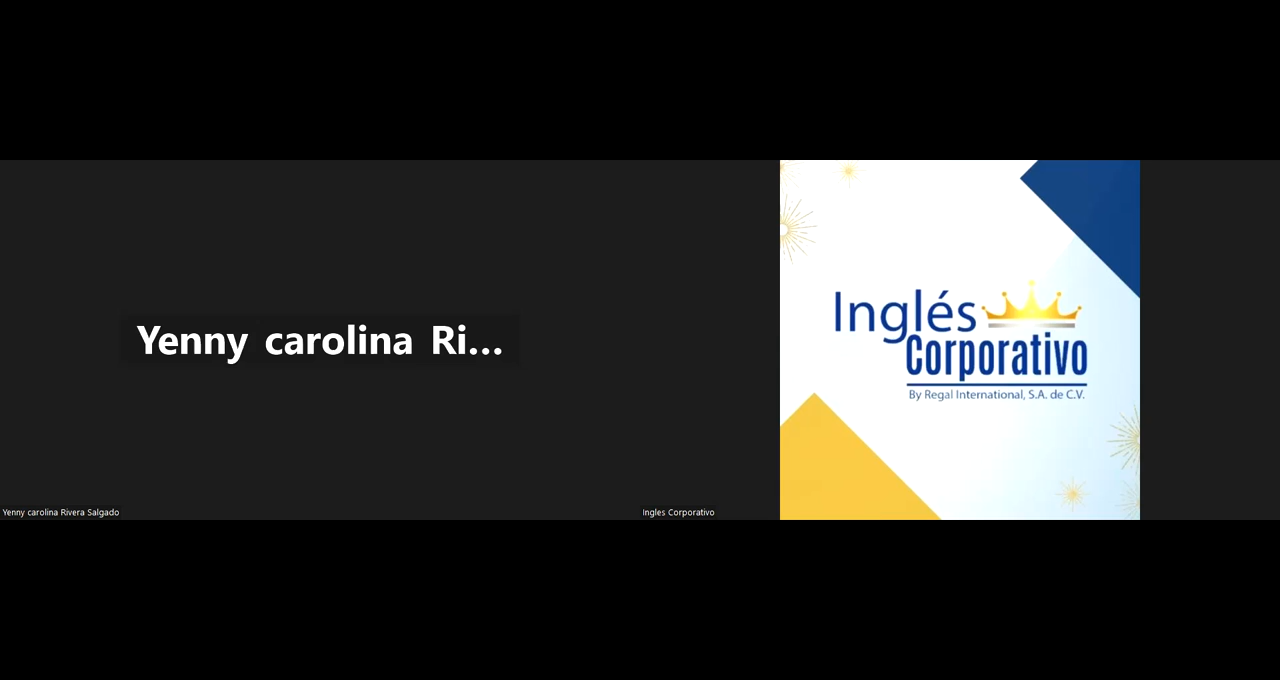 Yenny carolina Ri...
Yenny carolina Rivera Salgado
Inglés
Corporativo
By Regal International, S.A. de C.V.
Ingles Corporativo